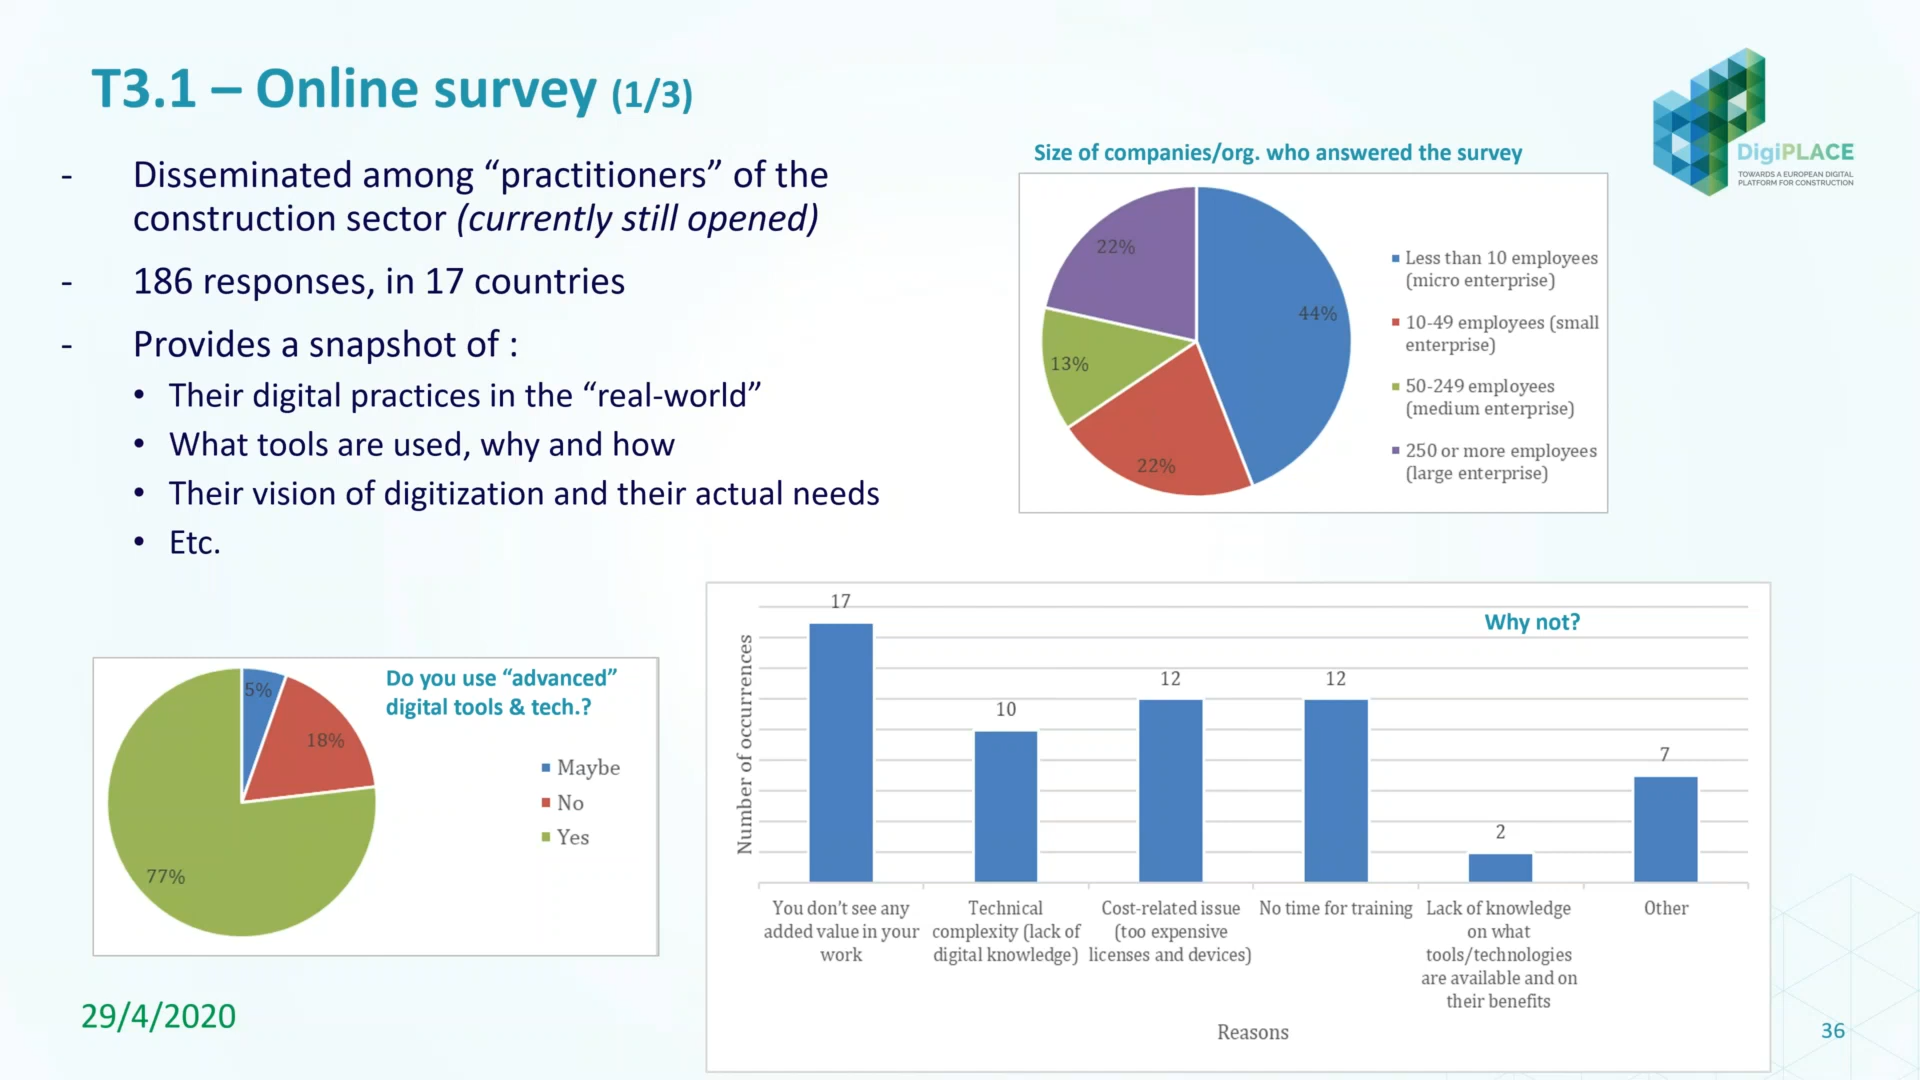 T3.1 – Online survey (1/3)
- Disseminated among “practitioners” of the
construction sector (currently still opened)
- 186 responses, in 17 countries
- Provides a snapshot of :
• Their digital practices in the “real-world”
• What tools are used, why and how
• Their vision of digitization and their actual needs
• Etc.
DigiPLACE
TOWARDS A EUROPEAN DIGITAL
PLATFORM FOR CONSTRUCTION
Size of companies/org. who answered the survey
22%
44%
13%
22%
Less than 10 employees
(micro enterprise)
10-49 employees (small
enterprise)
50-249 employees
(medium enterprise)
250 or more employees
(large enterprise)
Do you use “advanced”
digital tools & tech.?
5%
18%
77%
Maybe
No
Yes
Why not?
Number of occurrences
17
10
12
12
2
7
You don’t see any
added value in your
work
Technical
complexity (lack of
digital knowledge)
Cost-related issue
(too expensive
licenses and devices)
No time for training
Lack of knowledge
on what
tools/technologies
are available and on
their benefits
Other
Reasons
29/4/2020
36